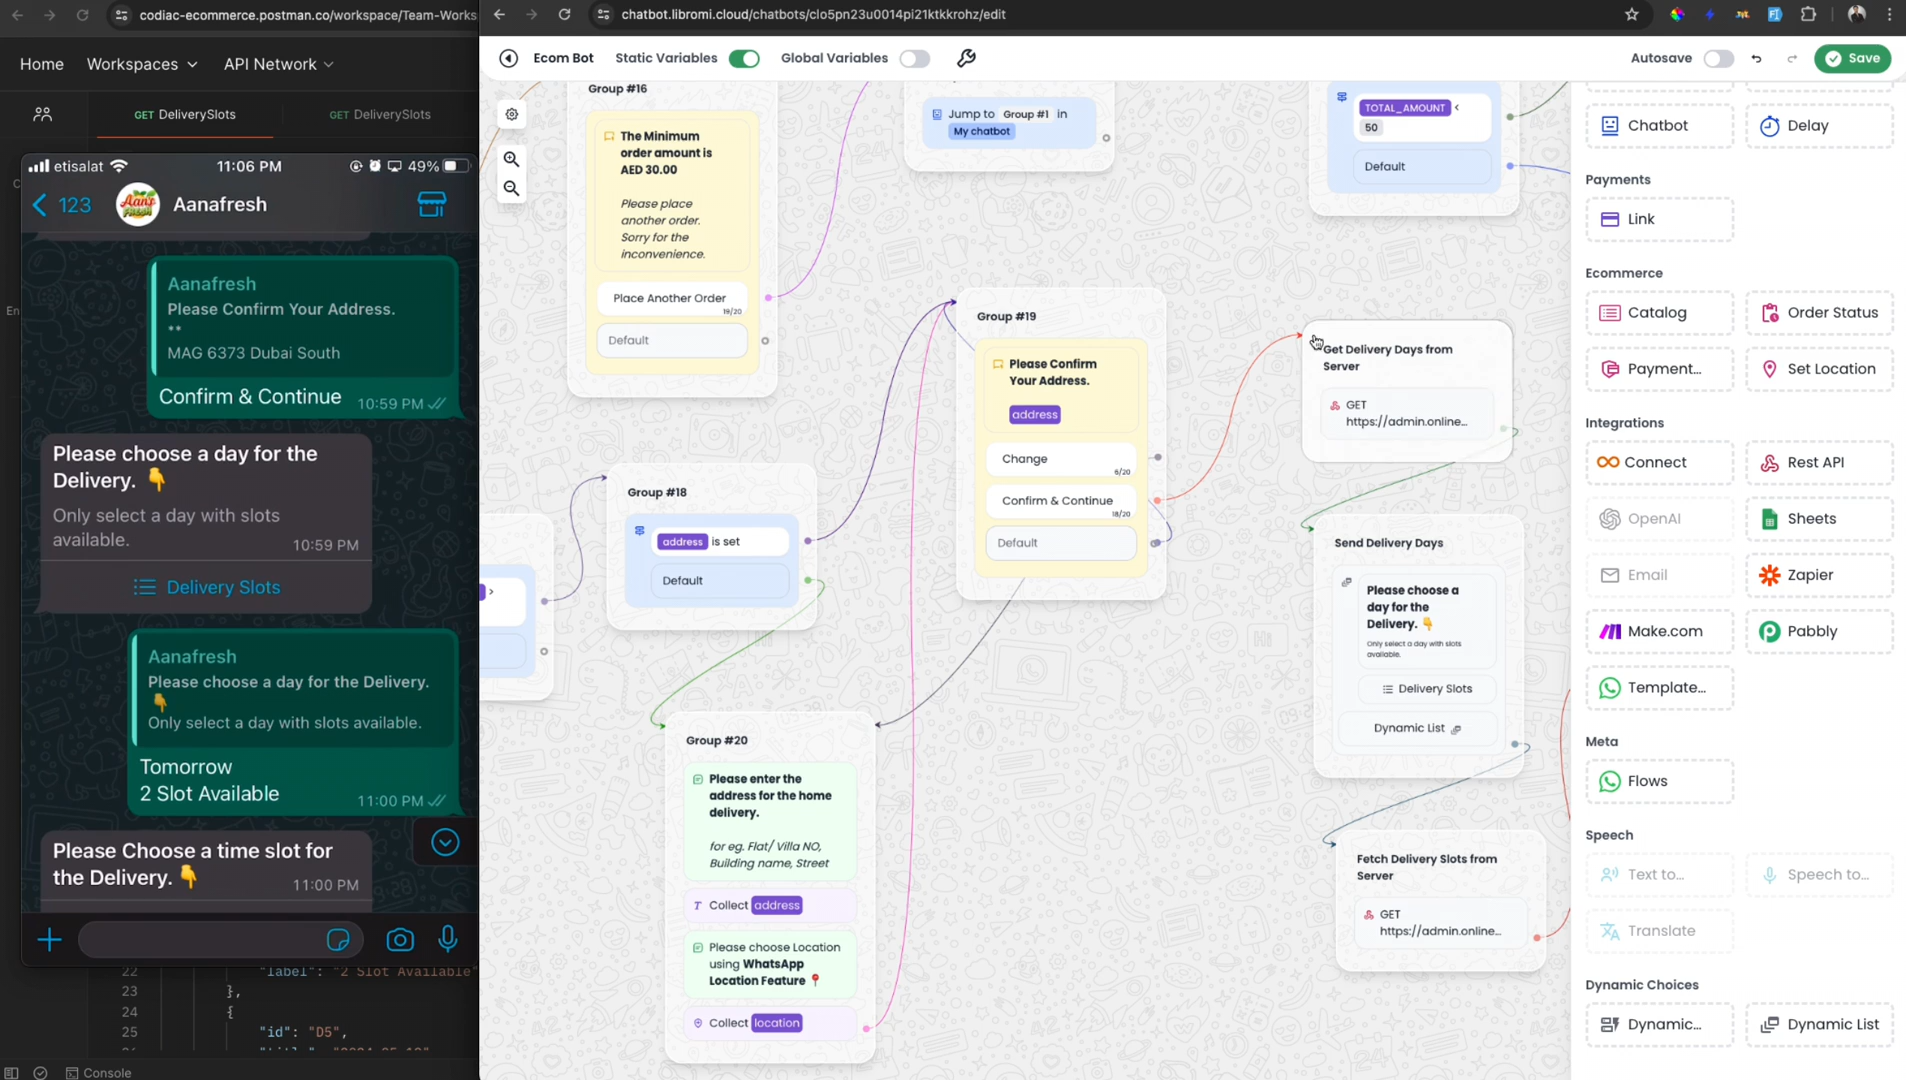 codiac-ecommerce.postman.co/workspace/Team-Works
chatbot.libromi.cloud/chatbots/clo5pn23u0014pi21ktkkrohz/edit
Home
Workspaces
API Network
GET DeliverySlots
GET DeliverySlots
etisalat
11:06 PM
49%
123
Aanafresh
Aanafresh
Please Confirm Your Address.
**
MAG 6373 Dubai South
Confirm & Continue
10:59 PM
Please choose a day for the
Delivery. 👇
Only select a day with slots
available.
10:59 PM
Delivery Slots
Aanafresh
Please choose a day for the Delivery.
👇
Only select a day with slots available.
Tomorrow
2 Slot Available
11:00 PM
Please Choose a time slot for
the Delivery. 👇
11:00 PM
22
"label": "2 Slot Available"
23
},
24
{
25
"id": "D5",
Console
Ecom Bot
Static Variables
Global Variables
Autosave
Save
Group #16
The Minimum
order amount is
AED 30.00
Please place
another order.
Sorry for the
inconvenience.
Place Another Order
19/20
Default
Jump to Group #1 in
My chatbot
TOTAL_AMOUNT <
50
Default
Group #19
Please Confirm
Your Address.
address
Change
6/20
Confirm & Continue
18/20
Default
Get Delivery Days from
Server
GET
https://admin.online...
Group #18
address is set
Default
>
Send Delivery Days
Please choose a
day for the
Delivery. 👇
Only select a day with slots
available.
Delivery Slots
Dynamic List
Group #20
Please enter the
address for the home
delivery.
for eg. Flat/ Villa NO,
Building name, Street
Collect address
Please choose Location
using WhatsApp
Location Feature 📍
Collect location
Fetch Delivery Slots from
Server
GET
https://admin.online...
Chatbot
Delay
Payments
Link
Ecommerce
Catalog
Order Status
Payment...
Set Location
Integrations
Connect
Rest API
OpenAI
Sheets
Email
Zapier
Make.com
Pabbly
Template...
Meta
Flows
Speech
Text to...
Speech to...
Translate
Dynamic Choices
Dynamic...
Dynamic List